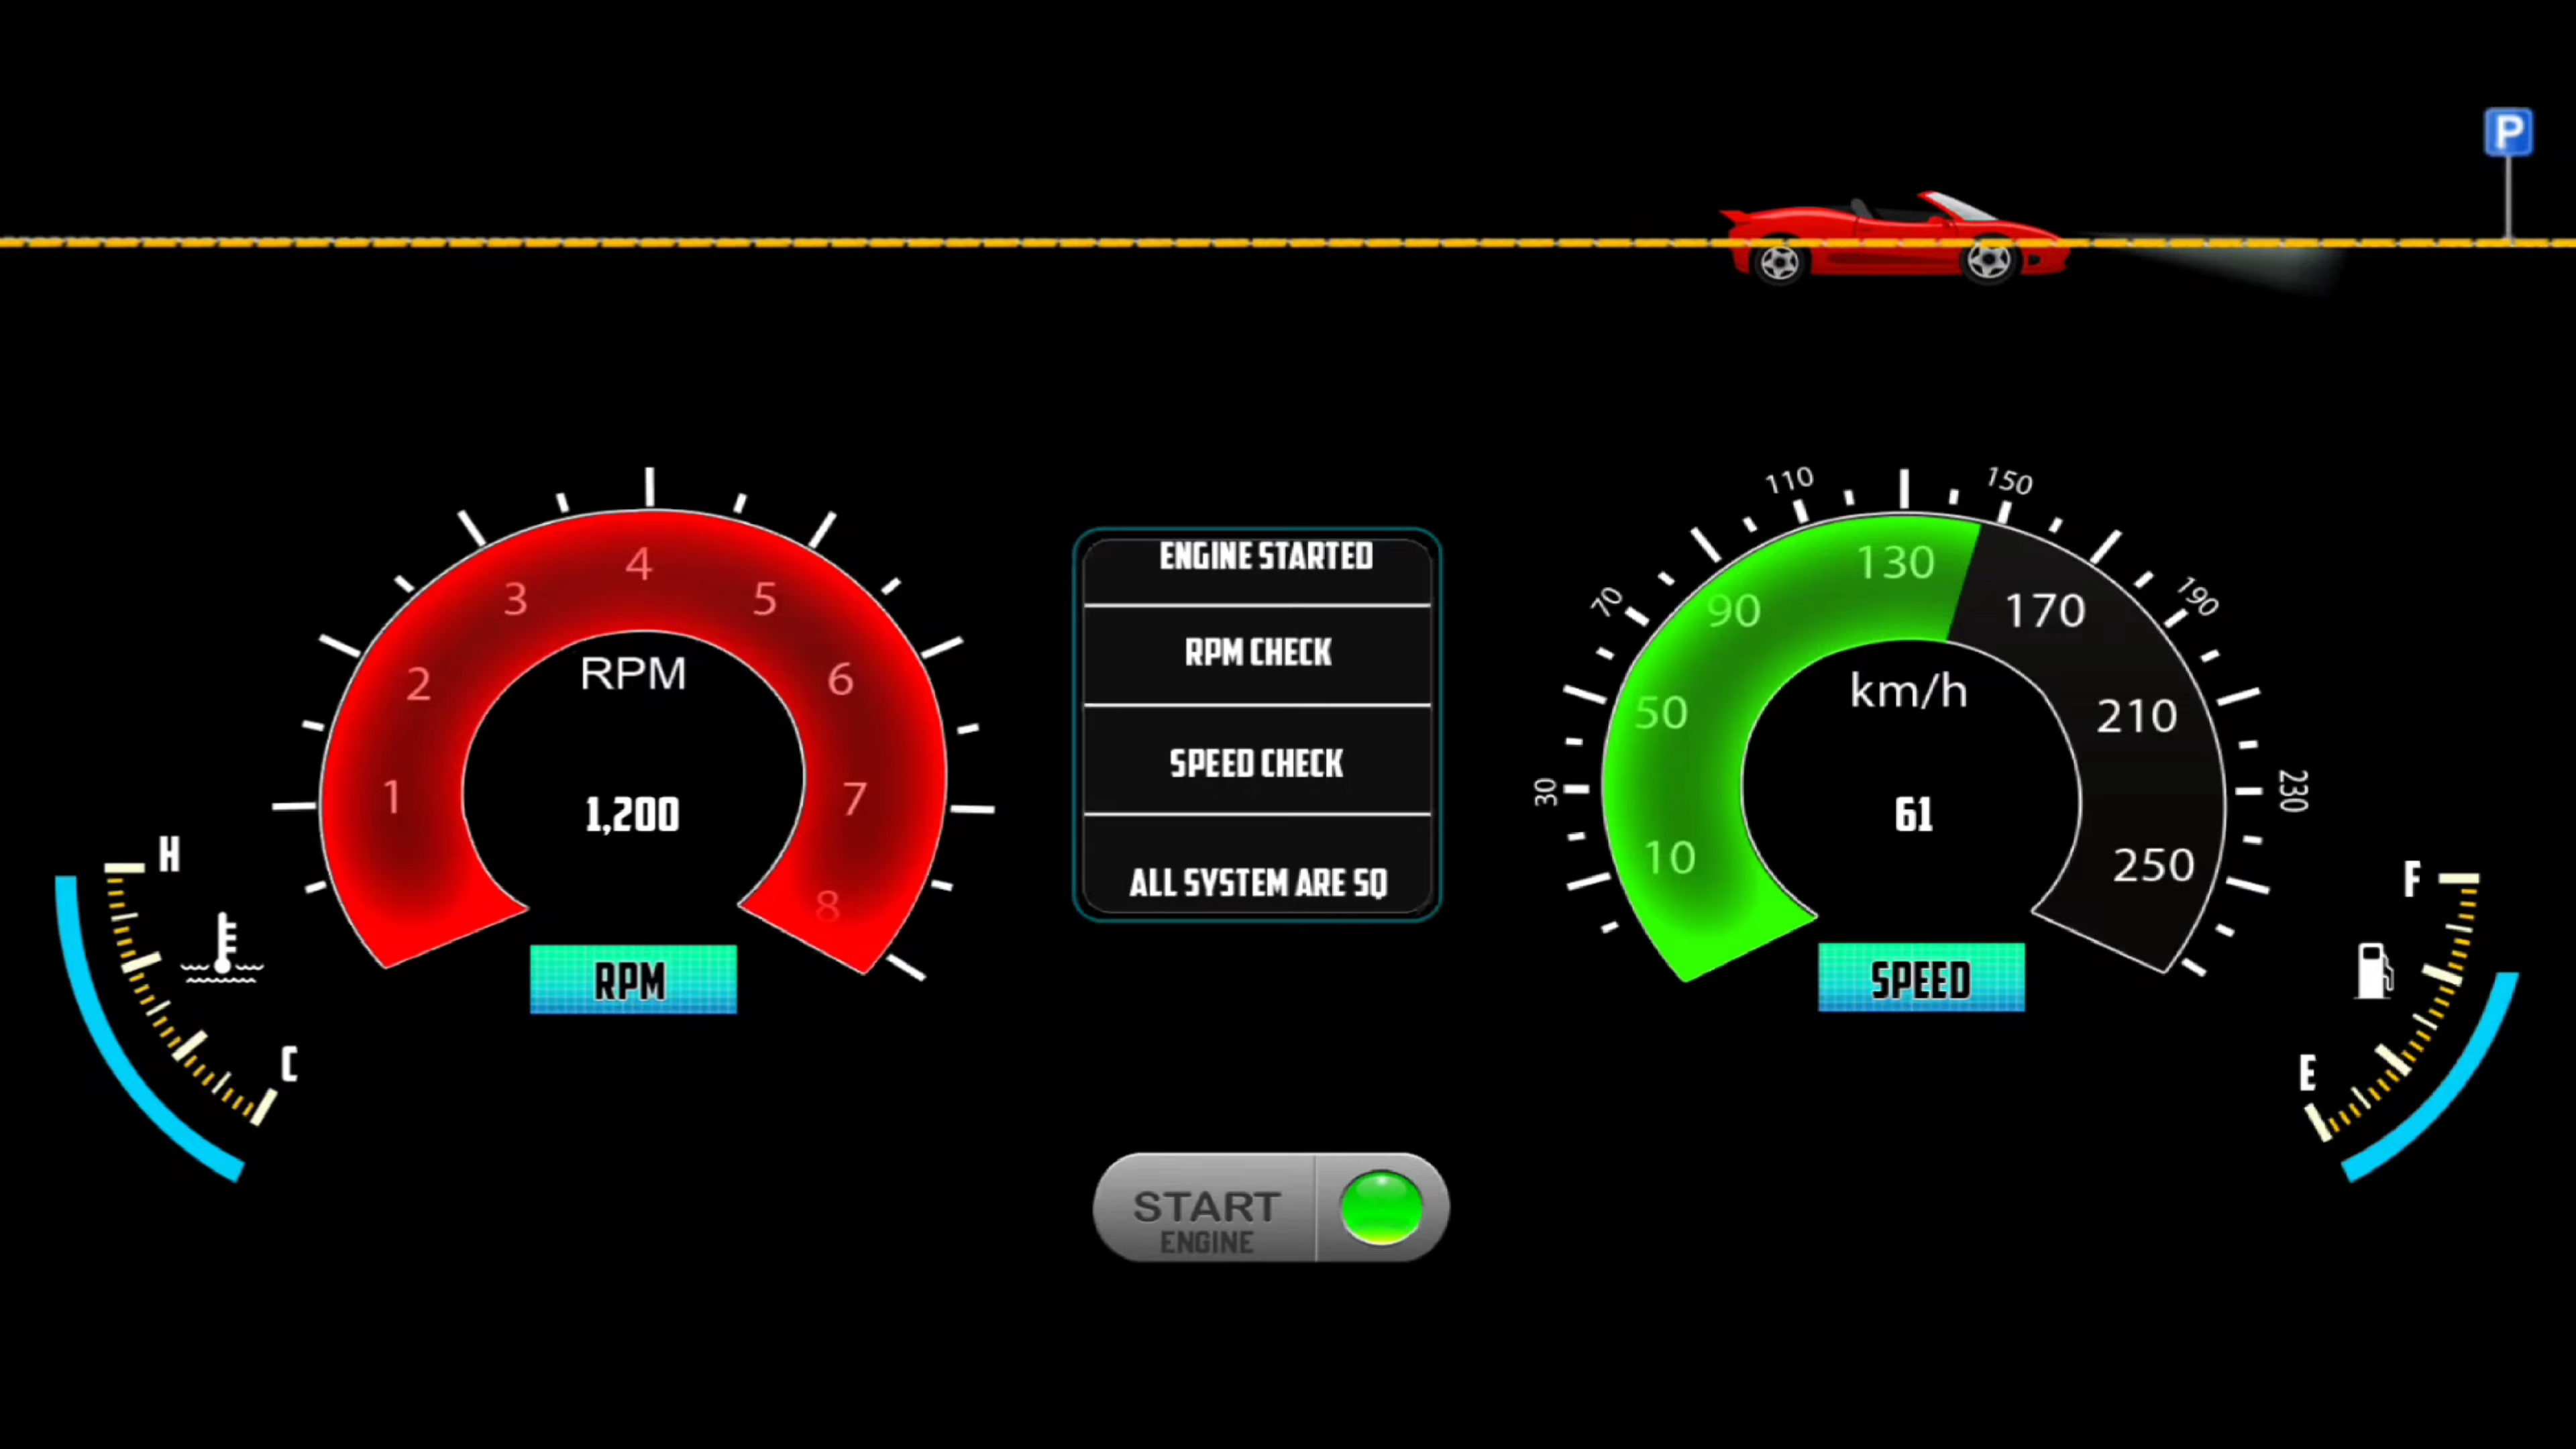 P
110
150
4
130
3
5
90
170
70
190
RPM
2
6
km/h
50
210
ENGINE STARTED
RPM CHECK
SPEED CHECK
ALL SYSTEM ARE SQ
1
7
1,200
30
61
230
H
10
250
F
8
RPM
SPEED
C
E
START
ENGINE